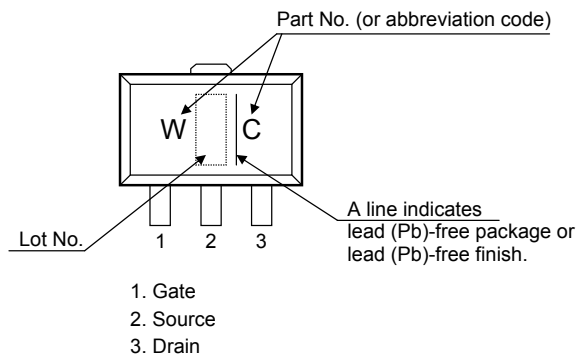 Part No. (or abbreviation code)
W C
Lot No.
1 2 3
A line indicates
lead (Pb)-free package or
lead (Pb)-free finish.
1. Gate
2. Source
3. Drain